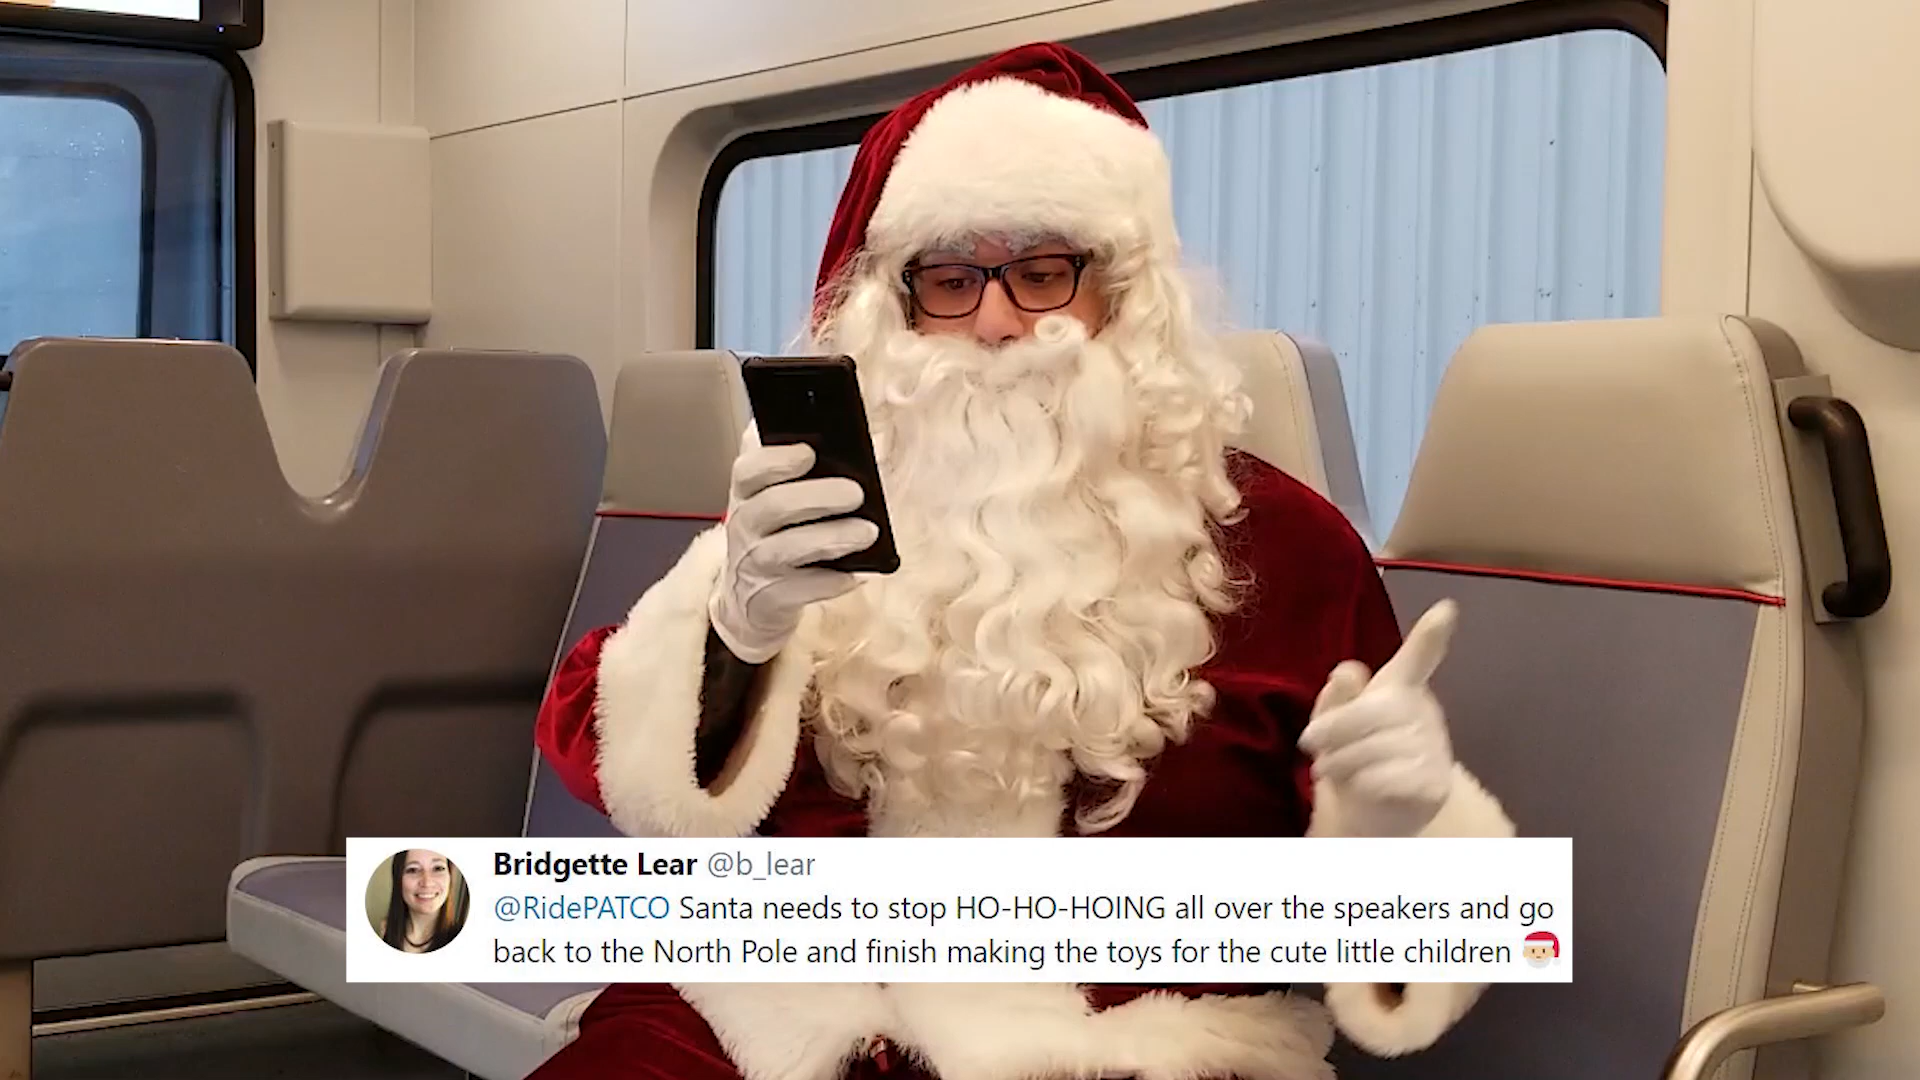 Bridgette Lear @b_lear
@RidePATCO Santa needs to stop HO-HO-HOING all over the speakers and go
back to the North Pole and finish making the toys for the cute little children 🎅🏼